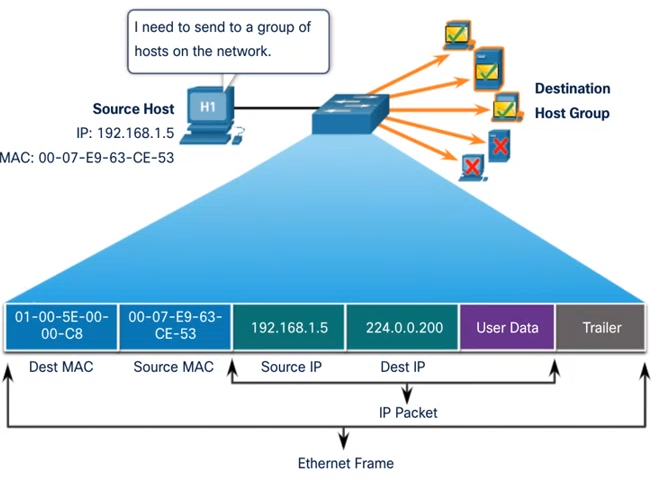 I need to send to a group of
hosts on the network.
H1
Source Host
IP: 192.168.1.5
MAC: 00-07-E9-63-CE-53
Destination
Host Group
01-00-5E-00-
00-C8
00-07-E9-63-
CE-53
192.168.1.5
224.0.0.200
User Data
Trailer
Dest MAC
Source MAC
Source IP
Dest IP
IP Packet
Ethernet Frame